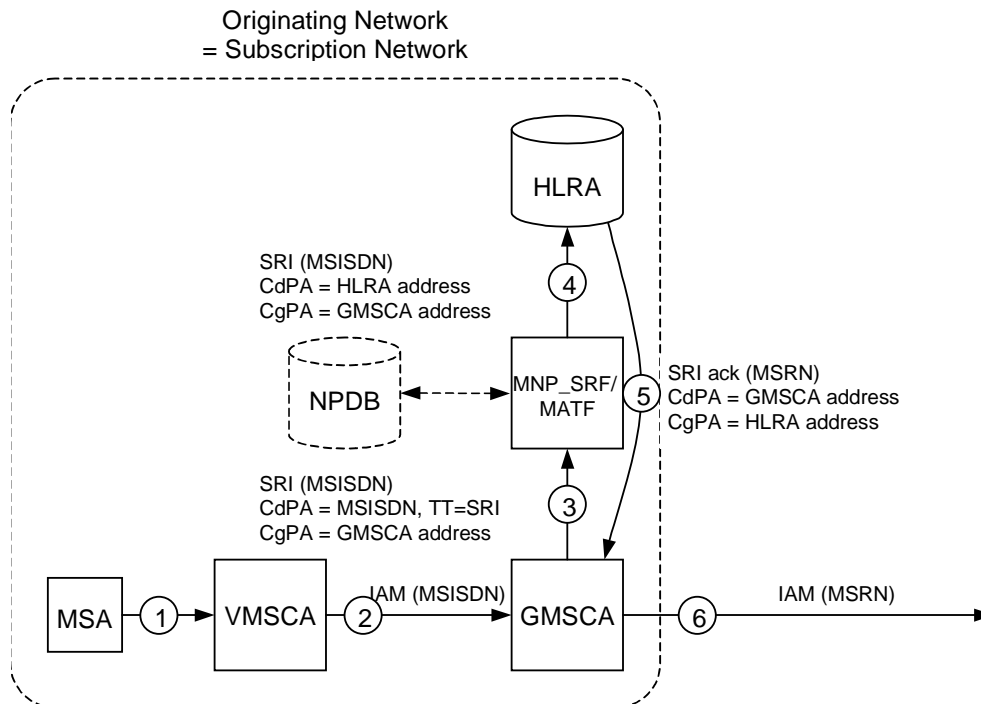 Originating Network
= Subscription Network
HLRA
SRI (MSISDN)
CdPA = HLRA address
CgPA = GMSCA address
4
NPDB
MNP_SRF/
MATF
5
SRI ack (MSRN)
CdPA = GMSCA address
CgPA = HLRA address
SRI (MSISDN)
CdPA = MSISDN, TT=SRI
CgPA = GMSCA address
3
MSA
1
VMSCA
2
IAM (MSISDN)
GMSCA
6
IAM (MSRN)